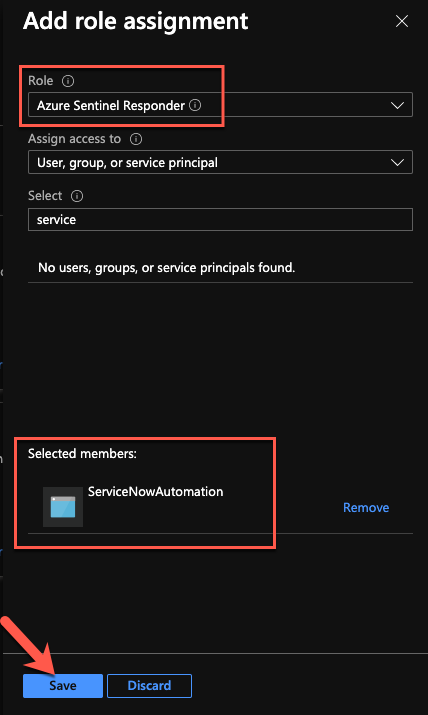 Add role assignment
Role
Azure Sentinel Responder
Assign access to
User, group, or service principal
Select
service
No users, groups, or service principals found.
Selected members:
ServiceNowAutomation
Remove
Save
Discard